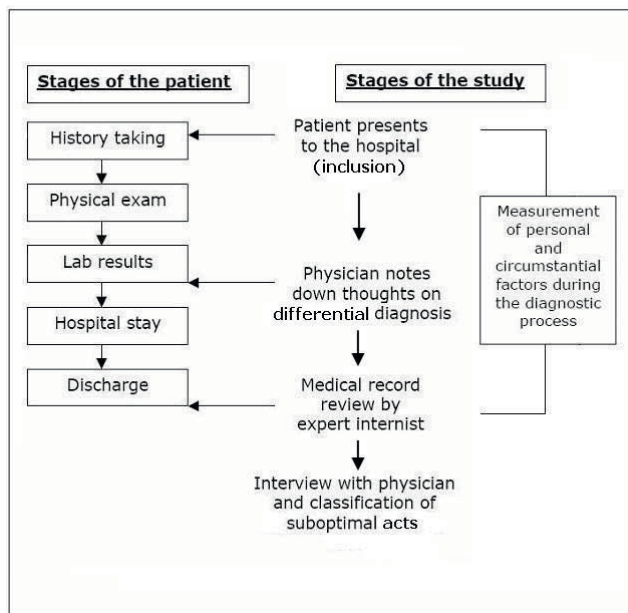 Stages of the patient
History taking
Physical exam
Lab results
Hospital stay
Discharge
Stages of the study
Patient presents
to the hospital
(inclusion)
Physician notes
down thoughts on
differential diagnosis
Medical record
review by
expert internist
Interview with physician
and classification of
suboptimal acts
Measurement
of personal
and
circumstantial
factors during
the diagnostic
process